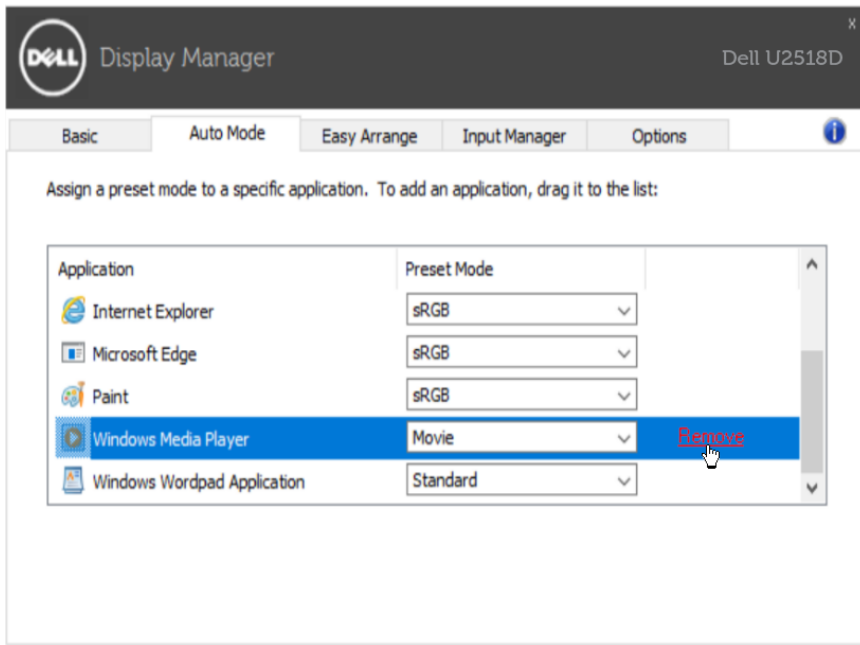 x
DELL Display Manager Dell U2518D
Basic Auto Mode Easy Arrange Input Manager Options i
Assign a preset mode to a specific application. To add an application, drag it to the list:
Application Preset Mode
Internet Explorer sRGB
Microsoft Edge sRGB
Paint sRGB
Windows Media Player Movie Remove
Windows Wordpad Application Standard